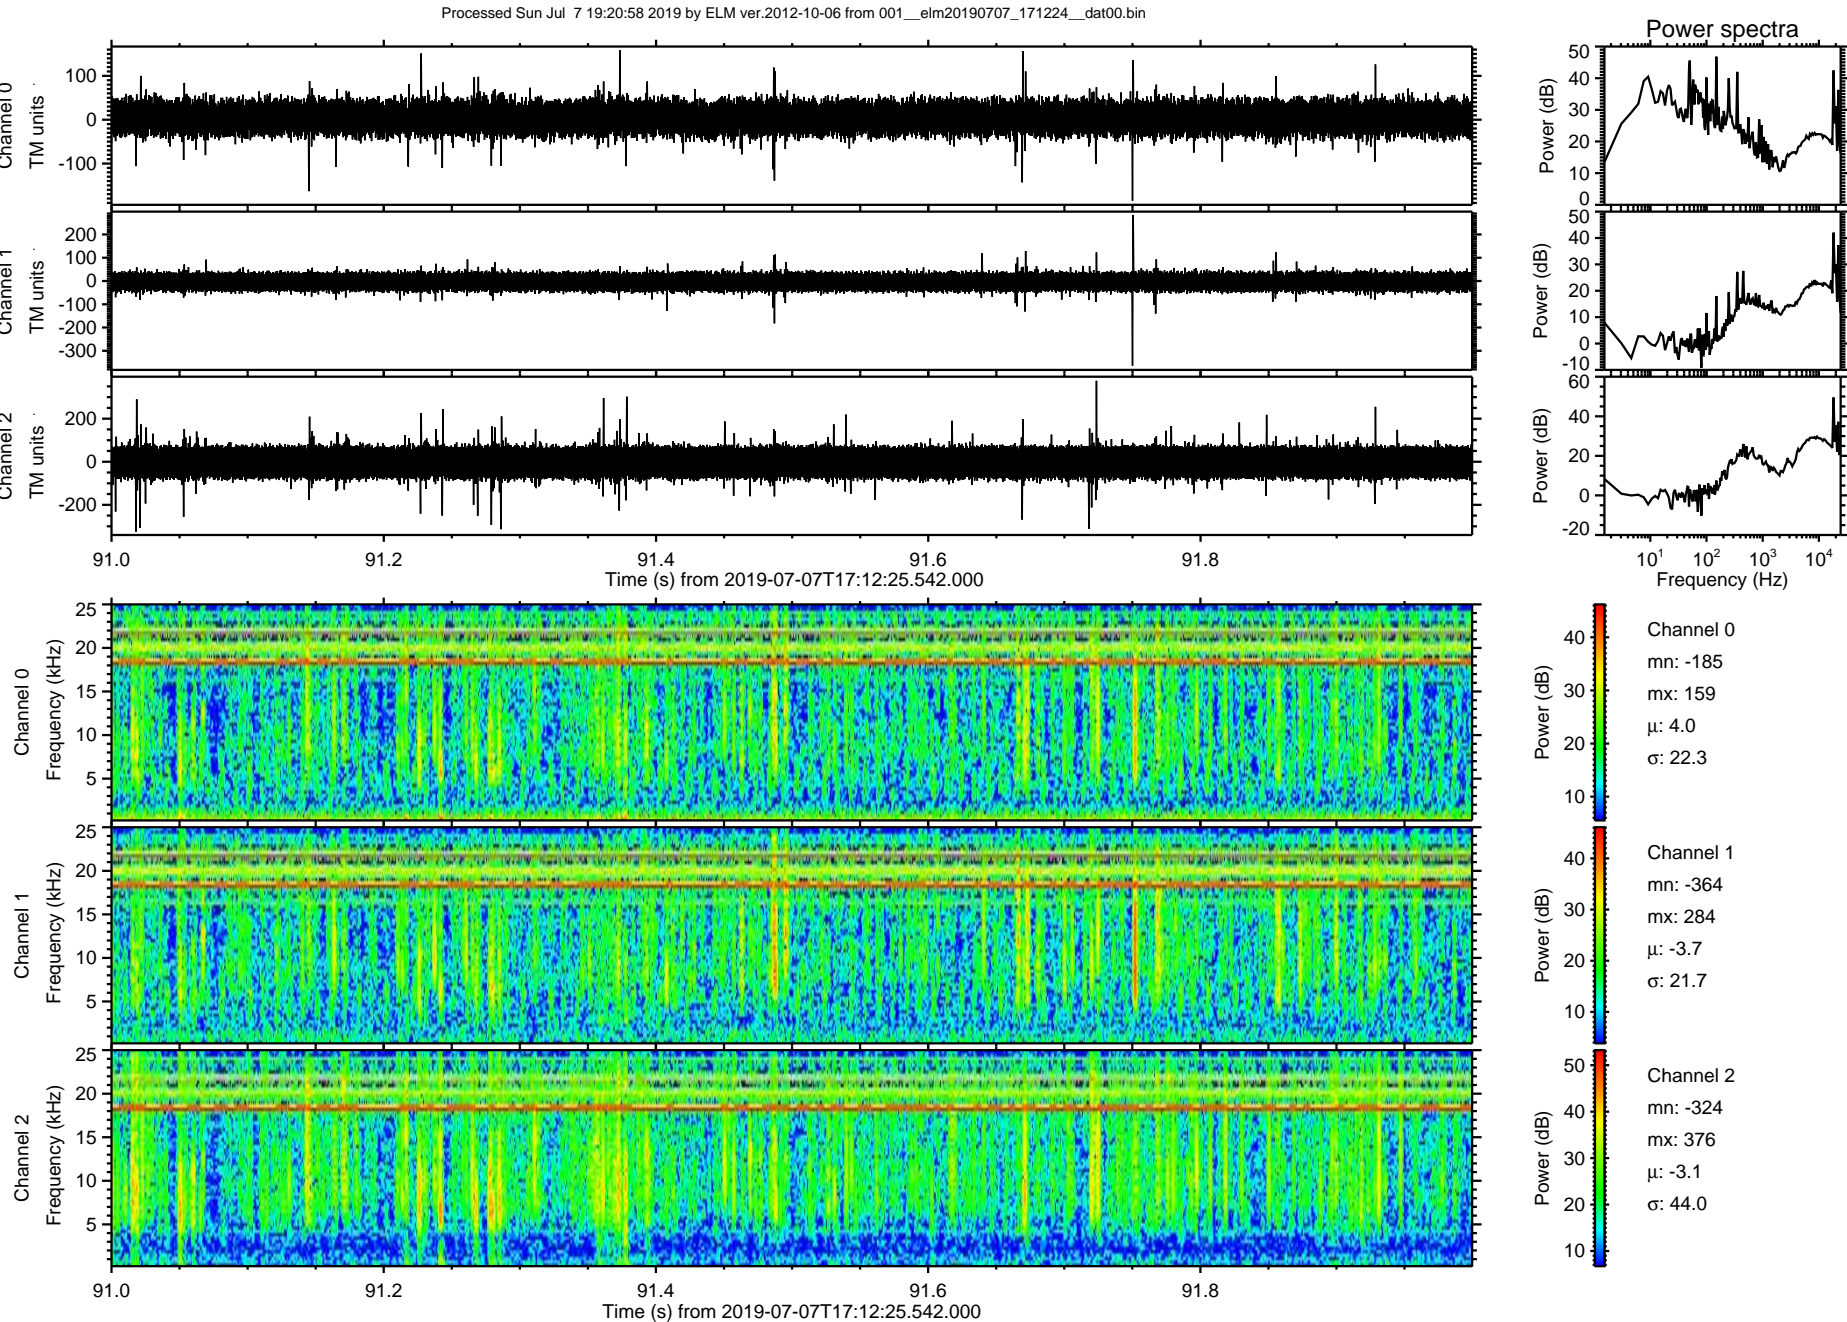 Processed Sun Jul 7 19:20:58 2019 by ELM ver.2012-10-06 from 001__elm20190707_171224__dat00.bin
Power spectra
Channel 0
TM units
100
0
-100
Power (dB)
50
40
30
20
10
0
Channel 1
TM units
200
100
0
-100
-200
-300
Power (dB)
50
40
30
20
10
0
-10
Channel 2
TM units
200
0
-200
Power (dB)
60
40
20
0
-20
91.0 91.2 91.4 91.6 91.8
Time (s) from 2019-07-07T17:12:25.542.000
10¹ 10² 10³ 10⁴
Frequency (Hz)
Channel 0
Frequency (kHz)
25
20
15
10
5
Power (dB)
40
30
20
10
Channel 0
mn: -185
mx: 159
μ: 4.0
σ: 22.3
Channel 1
Frequency (kHz)
25
20
15
10
5
Power (dB)
40
30
20
10
Channel 1
mn: -364
mx: 284
μ: -3.7
σ: 21.7
Channel 2
Frequency (kHz)
25
20
15
10
5
Power (dB)
50
40
30
20
10
Channel 2
mn: -324
mx: 376
μ: -3.1
σ: 44.0
91.0 91.2 91.4 91.6 91.8
Time (s) from 2019-07-07T17:12:25.542.000